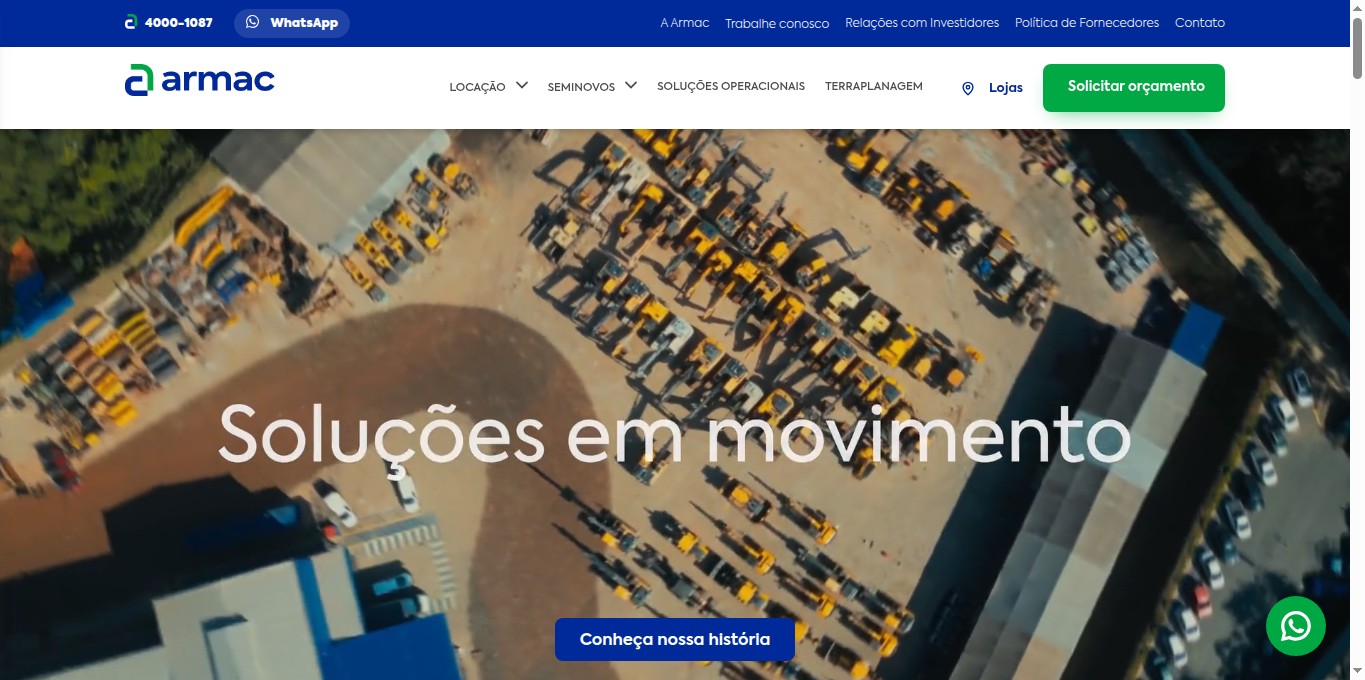 4000-1087
WhatsApp
A Armac
Trabalhe conosco
Relações com Investidores
Política de Fornecedores
Contato
armac
LOCAÇÃO
SEMINOVOS
SOLUÇÕES OPERACIONAIS
TERRAPLANAGEM
Lojas
Solicitar orçamento
Soluções em movimento
Conheça nossa história